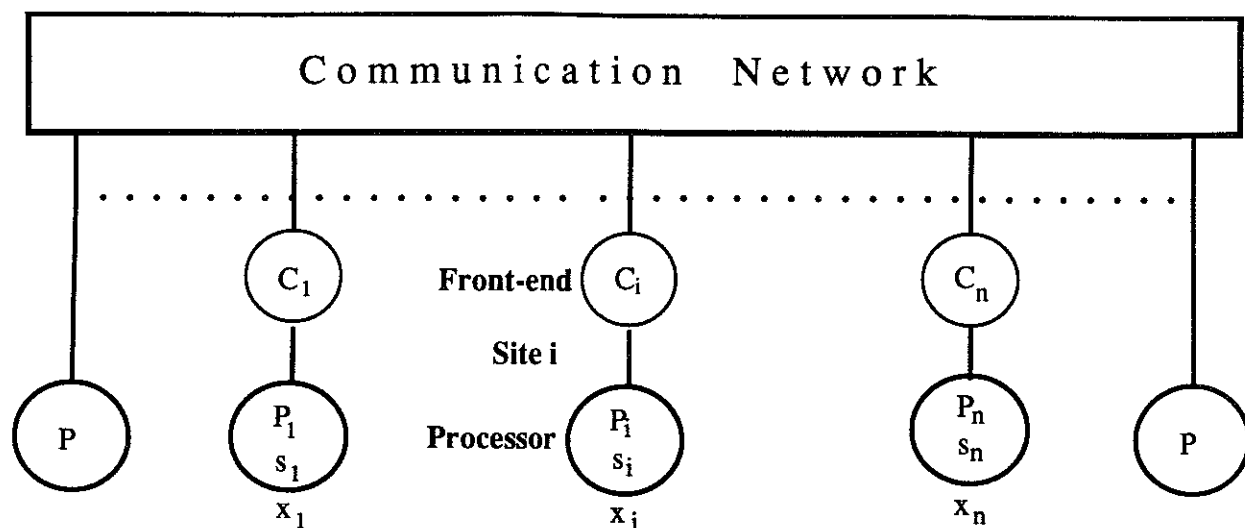 Communication Network
C₁ Front-end Cᵢ Cₙ
Site i
P P₁ Processor Pᵢ Pₙ P
s₁ sᵢ sₙ
x₁ xᵢ xₙ